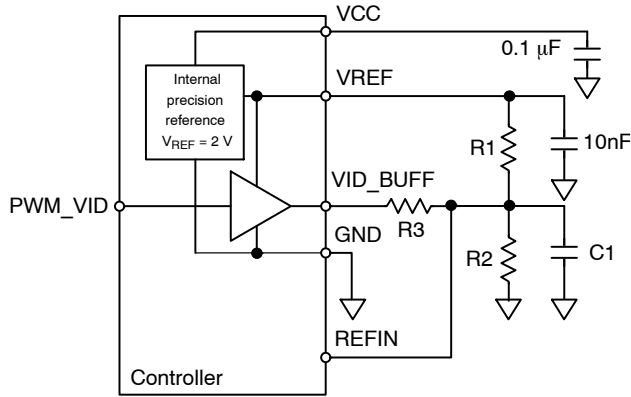 VCC
0.1 μF
Internal
precision
reference
VREF = 2 V
VREF
R1
10nF
PWM_VID
VID_BUFF
R3
GND
R2
C1
REFIN
Controller